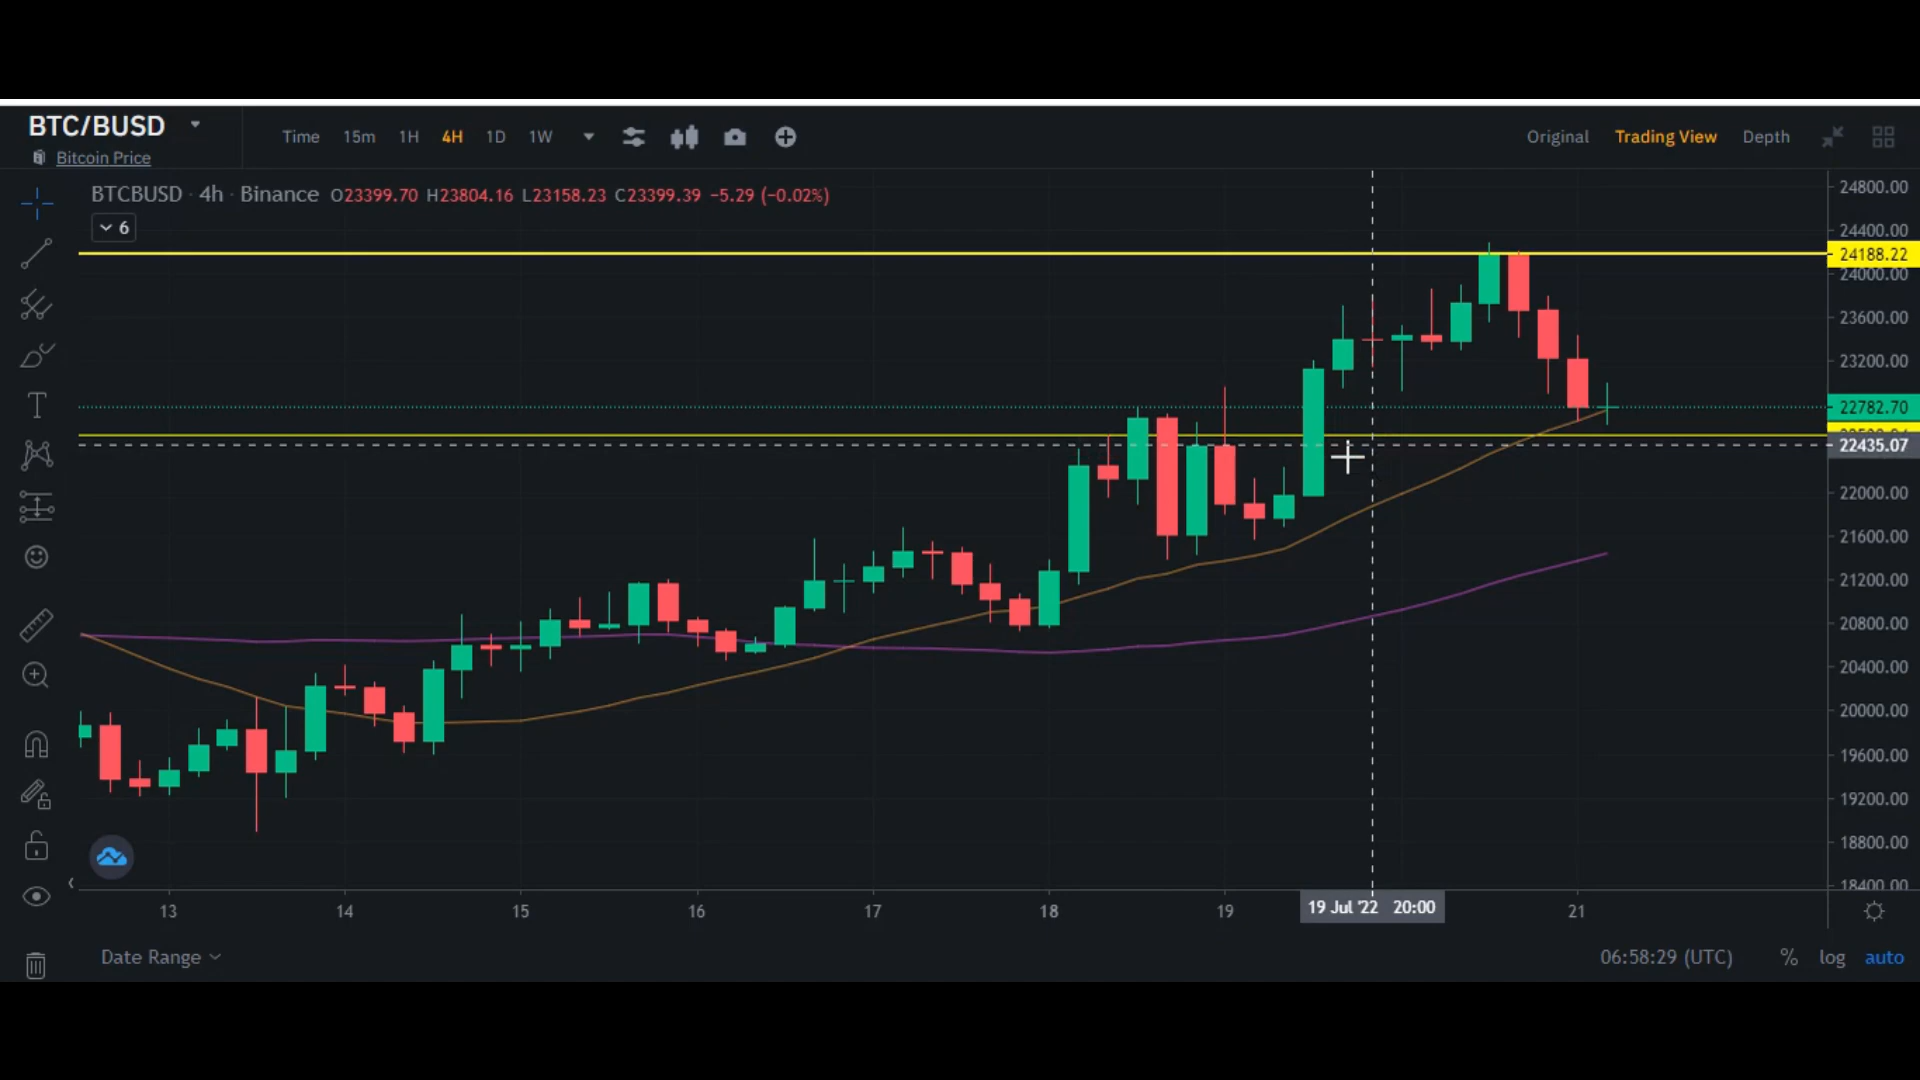 BTC/BUSD
Bitcoin Price
Time 15m 1H 4H 1D 1W
Original Trading View Depth
BTCBUSD · 4h · Binance O23399.70 H23804.16 L23158.23 C23399.39 −5.29 (−0.02%)
6
24800.00
24400.00
24188.22
24000.00
23600.00
23200.00
22782.70
22435.07
22000.00
21600.00
21200.00
20800.00
20400.00
20000.00
19600.00
19200.00
18800.00
18400.00
13 14 15 16 17 18 19 19 Jul '22 20:00 21
Date Range
06:58:29 (UTC) % log auto